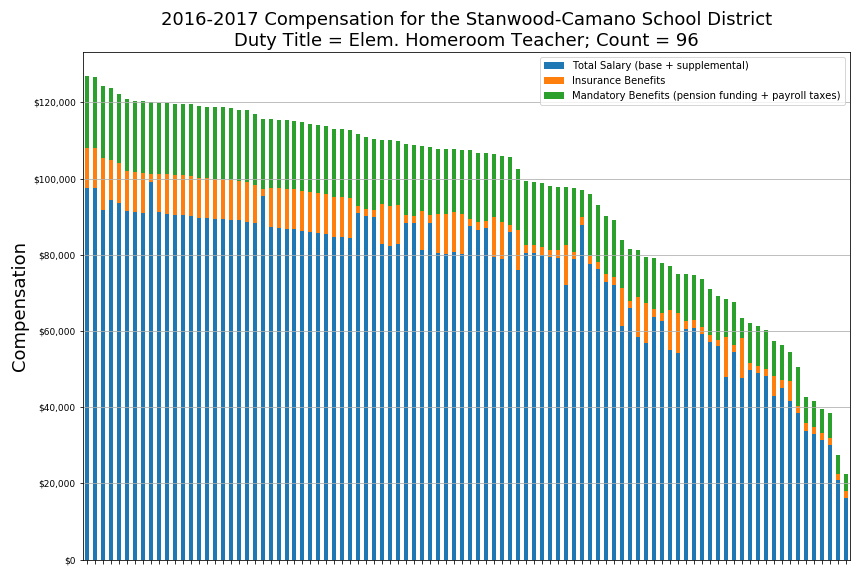 2016-2017 Compensation for the Stanwood-Camano School District
Duty Title = Elem. Homeroom Teacher; Count = 96
Total Salary (base + supplemental)
Insurance Benefits
Mandatory Benefits (pension funding + payroll taxes)
Compensation
$120,000
$100,000
$80,000
$60,000
$40,000
$20,000
$0